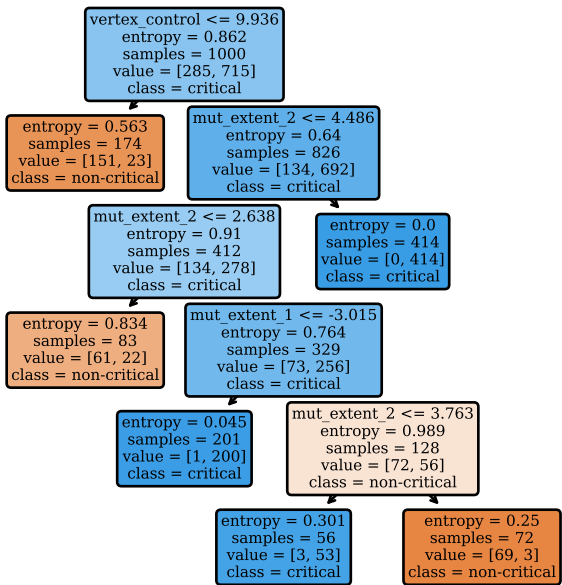 vertex_control <= 9.936
entropy = 0.862
samples = 1000
value = [285, 715]
class = critical
entropy = 0.563
samples = 174
value = [151, 23]
class = non-critical
mut_extent_2 <= 4.486
entropy = 0.64
samples = 826
value = [134, 692]
class = critical
mut_extent_2 <= 2.638
entropy = 0.91
samples = 412
value = [134, 278]
class = critical
entropy = 0.0
samples = 414
value = [0, 414]
class = critical
entropy = 0.834
samples = 83
value = [61, 22]
class = non-critical
mut_extent_1 <= -3.015
entropy = 0.764
samples = 329
value = [73, 256]
class = critical
entropy = 0.045
samples = 201
value = [1, 200]
class = critical
mut_extent_2 <= 3.763
entropy = 0.989
samples = 128
value = [72, 56]
class = non-critical
entropy = 0.301
samples = 56
value = [3, 53]
class = critical
entropy = 0.25
samples = 72
value = [69, 3]
class = non-critical